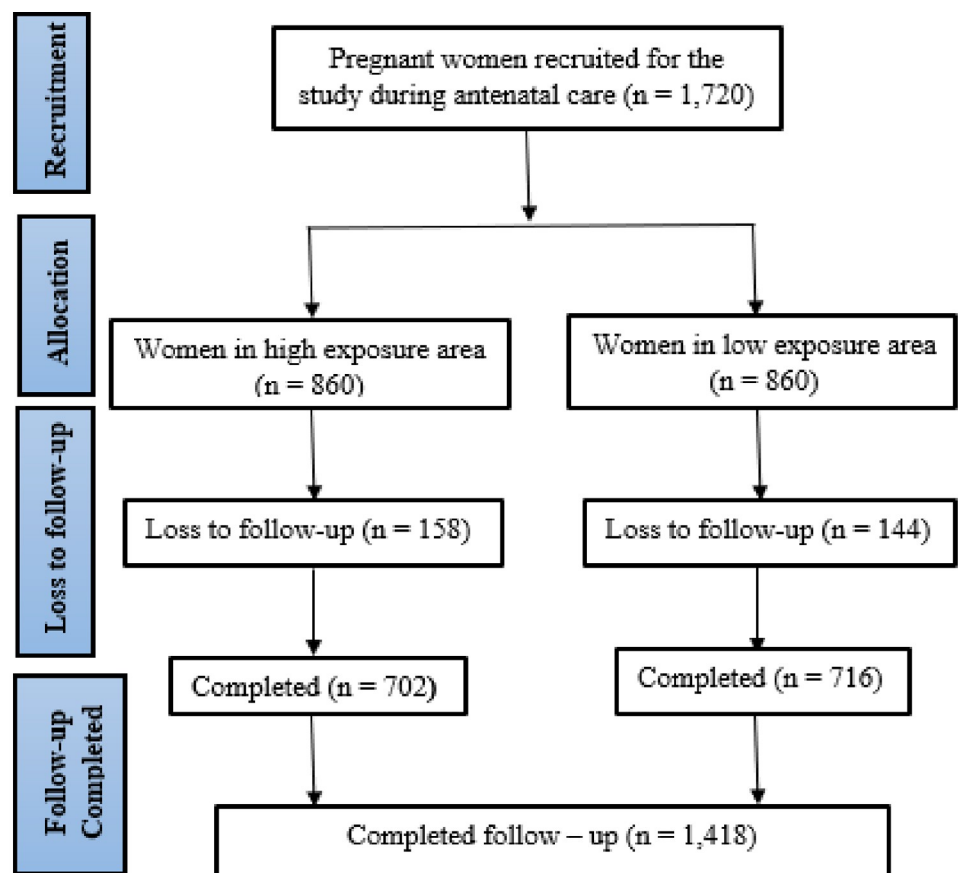 Recruitment
Pregnant women recruited for the
study during antenatal care (n = 1,720)
Allocation
Women in high exposure area
(n = 860)
Women in low exposure area
(n = 860)
Loss to follow-up
Loss to follow-up (n = 158)
Loss to follow-up (n = 144)
Follow-up
Completed
Completed (n = 702)
Completed (n = 716)
Completed follow – up (n = 1,418)